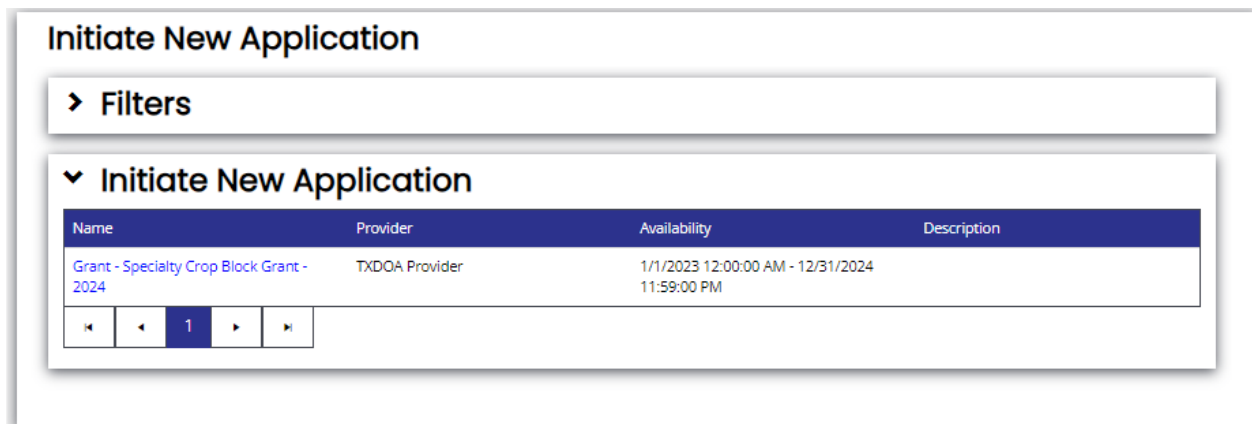 Initiate New Application
Filters
Initiate New Application
Name Provider Availability Description
Grant - Specialty Crop Block Grant - TXDOA Provider 1/1/2023 12:00:00 AM - 12/31/2024
2024 11:59:00 PM
1